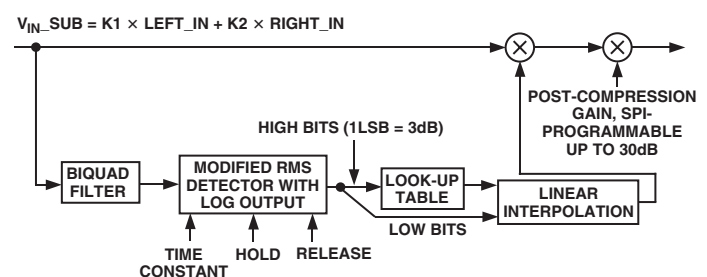 VIN_SUB = K1 × LEFT_IN + K2 × RIGHT_IN
POST-COMPRESSION
GAIN, SPI-
PROGRAMMABLE
UP TO 30dB
HIGH BITS (1LSB = 3dB)
BIQUAD
FILTER
MODIFIED RMS
DETECTOR WITH
LOG OUTPUT
LOOK-UP
TABLE
LINEAR
INTERPOLATION
LOW BITS
TIME
CONSTANT
HOLD
RELEASE